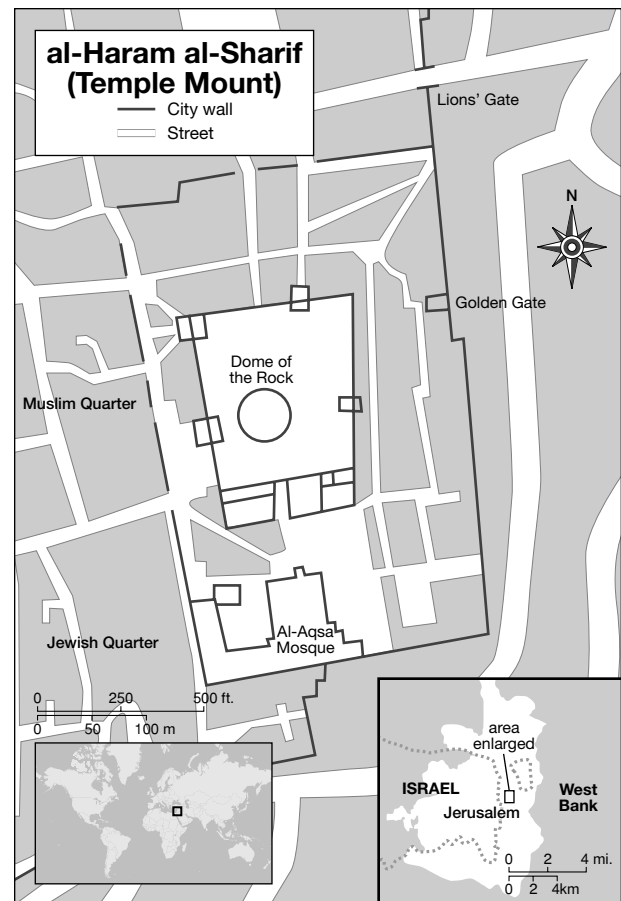 al-Haram al-Sharif
(Temple Mount)
City wall
Street
Lions' Gate
N
Golden Gate
Dome of
the Rock
Muslim Quarter
Al-Aqsa
Mosque
Jewish Quarter
0 250 500 ft.
0 50 100 m
area
enlarged
ISRAEL
West
Bank
Jerusalem
0 2 4 mi.
0 2 4km